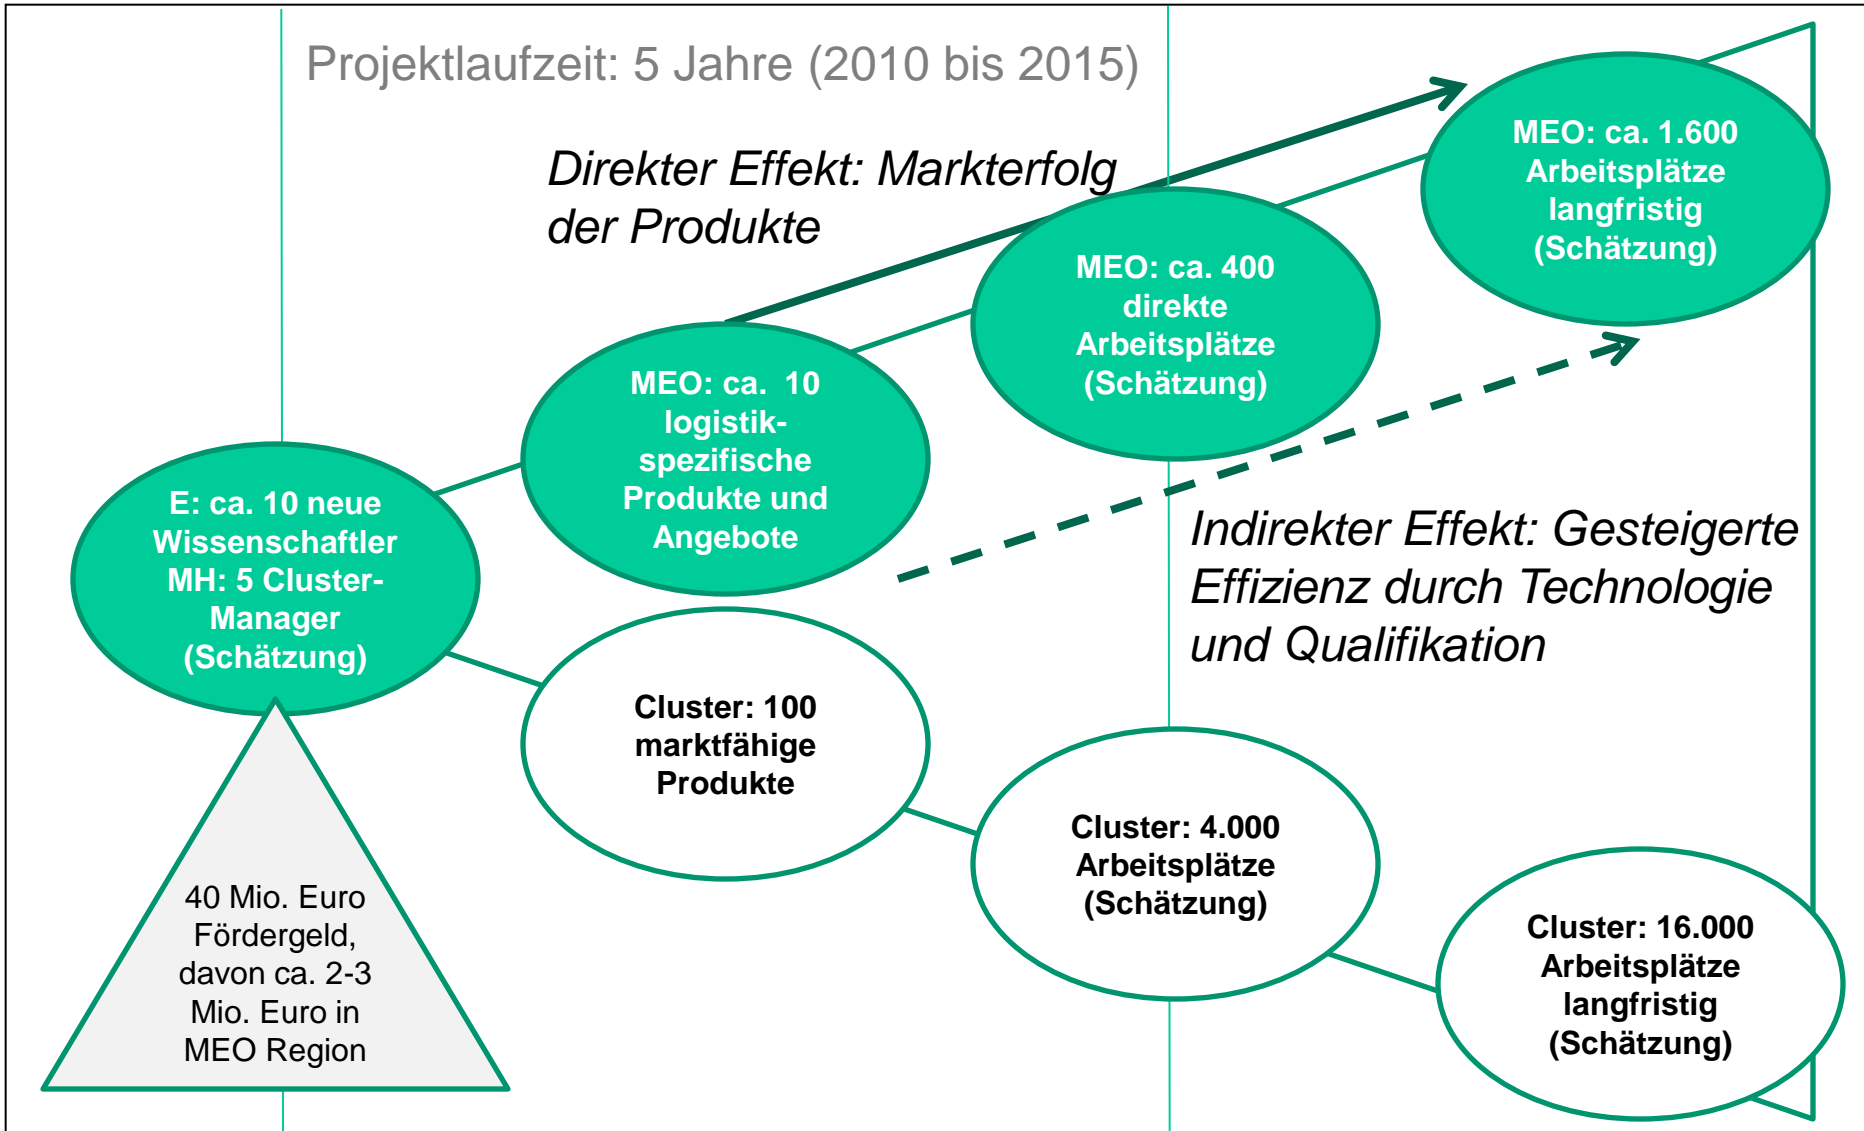 Projektlaufzeit: 5 Jahre (2010 bis 2015)
Direkter Effekt: Markterfolg
der Produkte
MEO: ca. 1.600
Arbeitsplätze
langfristig
(Schätzung)
MEO: ca. 400
direkte
Arbeitsplätze
(Schätzung)
MEO: ca. 10
logistik-
spezifische
Produkte und
Angebote
E: ca. 10 neue
Wissenschaftler
MH: 5 Cluster-
Manager
(Schätzung)
Indirekter Effekt: Gesteigerte
Effizienz durch Technologie
und Qualifikation
Cluster: 100
marktfähige
Produkte
Cluster: 4.000
Arbeitsplätze
(Schätzung)
Cluster: 16.000
Arbeitsplätze
langfristig
(Schätzung)
40 Mio. Euro
Fördergeld,
davon ca. 2-3
Mio. Euro in
MEO Region